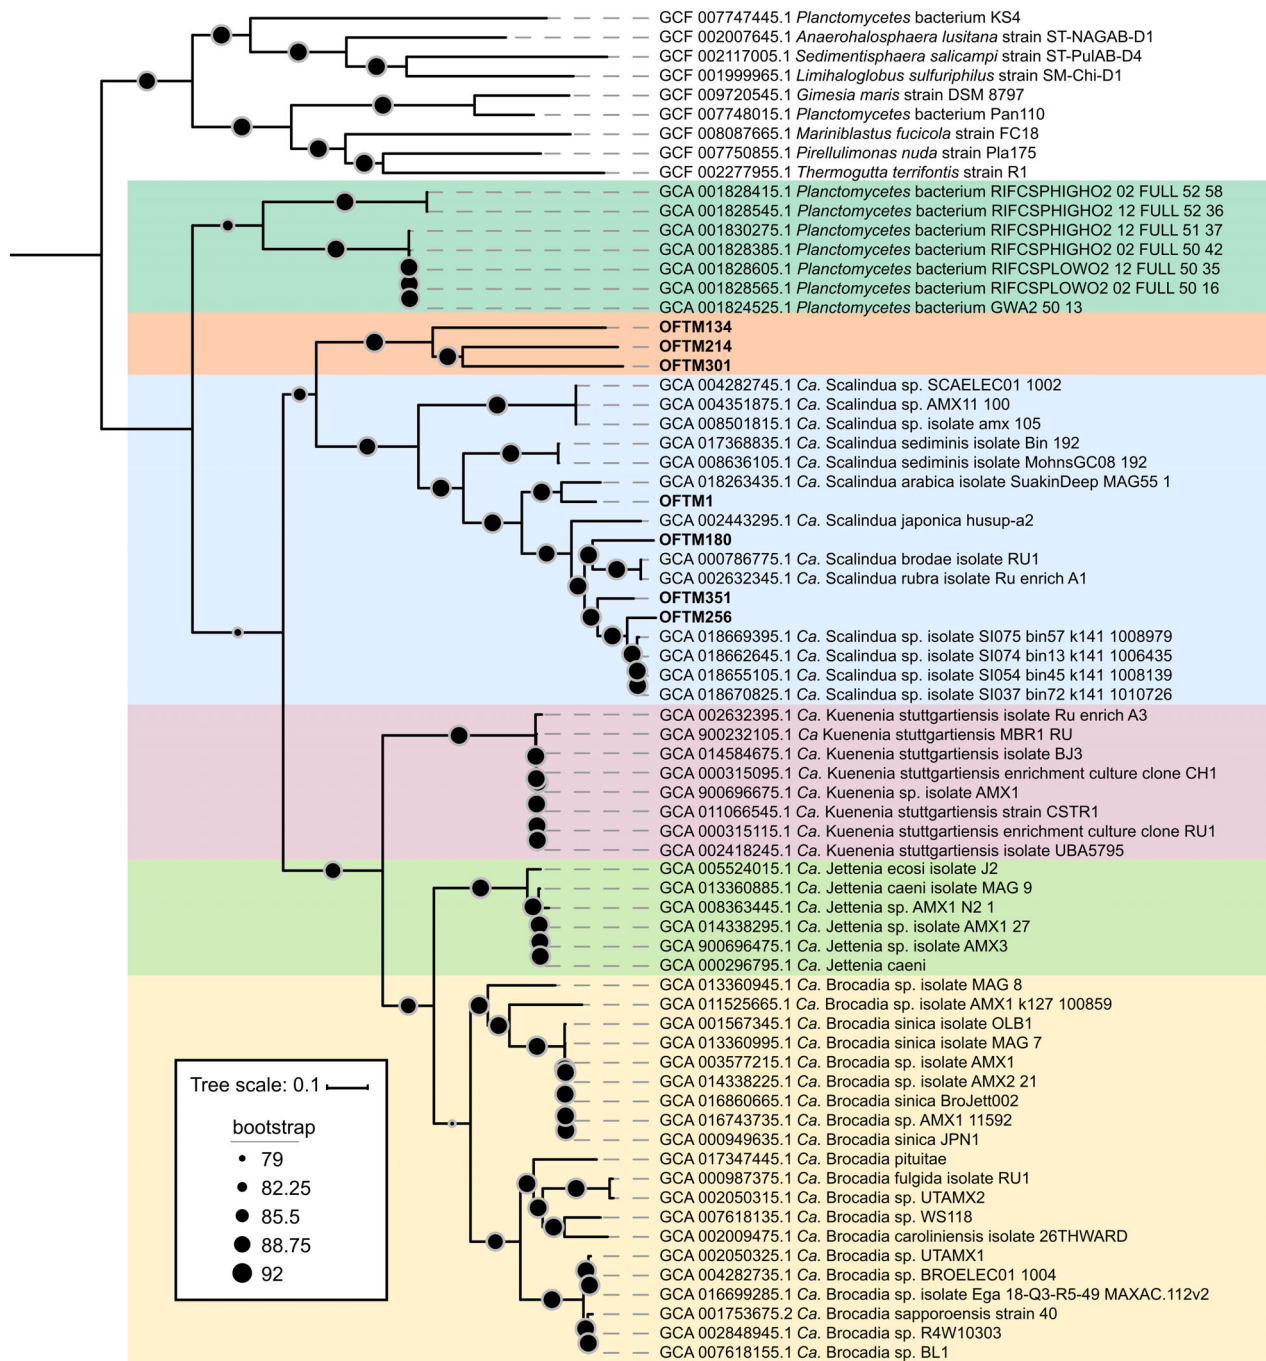 GCF 007747445.1 Planctomycetes bacterium KS4
GCF 002007645.1 Anaerohalosphaera lusitana strain ST-NAGAB-D1
GCF 002117005.1 Sedimentisphaera salicampi strain ST-PulAB-D4
GCF 001999965.1 Limihaloglobus sulfuriphilus strain SM-Chi-D1
GCF 009720545.1 Gimesia maris strain DSM 8797
GCF 007748015.1 Planctomycetes bacterium Pan110
GCF 008087665.1 Mariniblastus fucicola strain FC18
GCF 007750855.1 Pirellulimonas nuda strain Pla175
GCF 002277955.1 Thermogutta terrifontis strain R1
GCA 001828415.1 Planctomycetes bacterium RIFCSPHIGHO2 02 FULL 52 58
GCA 001828545.1 Planctomycetes bacterium RIFCSPHIGHO2 12 FULL 52 36
GCA 001830275.1 Planctomycetes bacterium RIFCSPHIGHO2 12 FULL 51 37
GCA 001828385.1 Planctomycetes bacterium RIFCSPHIGHO2 02 FULL 50 42
GCA 001828605.1 Planctomycetes bacterium RIFCSPLOWO2 12 FULL 50 35
GCA 001828565.1 Planctomycetes bacterium RIFCSPLOWO2 02 FULL 50 16
GCA 001824525.1 Planctomycetes bacterium GWA2 50 13
OFTM134
OFTM214
OFTM301
GCA 004282745.1 Ca. Scalindua sp. SCAELEC01 1002
GCA 004351875.1 Ca. Scalindua sp. AMX11 100
GCA 008501815.1 Ca. Scalindua sp. isolate amx 105
GCA 017368835.1 Ca. Scalindua sediminis isolate Bin 192
GCA 008636105.1 Ca. Scalindua sediminis isolate MohnsGC08 192
GCA 018263435.1 Ca. Scalindua arabica isolate SuakinDeep MAG55 1
OFTM1
GCA 002443295.1 Ca. Scalindua japonica husup-a2
OFTM180
GCA 000786775.1 Ca. Scalindua brodae isolate RU1
GCA 002632345.1 Ca. Scalindua rubra isolate Ru enrich A1
OFTM351
OFTM256
GCA 018669395.1 Ca. Scalindua sp. isolate SI075 bin57 k141 1008979
GCA 018662645.1 Ca. Scalindua sp. isolate SI074 bin13 k141 1006435
GCA 018655105.1 Ca. Scalindua sp. isolate SI054 bin45 k141 1008139
GCA 018670825.1 Ca. Scalindua sp. isolate SI037 bin72 k141 1010726
GCA 002632395.1 Ca. Kuenenia stuttgartiensis isolate Ru enrich A3
GCA 900232105.1 Ca Kuenenia stuttgartiensis MBR1 RU
GCA 014584675.1 Ca. Kuenenia stuttgartiensis isolate BJ3
GCA 000315095.1 Ca. Kuenenia stuttgartiensis enrichment culture clone CH1
GCA 900696675.1 Ca. Kuenenia sp. isolate AMX1
GCA 011066545.1 Ca. Kuenenia stuttgartiensis strain CSTR1
GCA 000315115.1 Ca. Kuenenia stuttgartiensis enrichment culture clone RU1
GCA 002418245.1 Ca. Kuenenia stuttgartiensis isolate UBA5795
GCA 005524015.1 Ca. Jettenia ecosi isolate J2
GCA 013360885.1 Ca. Jettenia caeni isolate MAG 9
GCA 008363445.1 Ca. Jettenia sp. AMX1 N2 1
GCA 014338295.1 Ca. Jettenia sp. isolate AMX1 27
GCA 900696475.1 Ca. Jettenia sp. isolate AMX3
GCA 000296795.1 Ca. Jettenia caeni
GCA 013360945.1 Ca. Brocadia sp. isolate MAG 8
GCA 011525665.1 Ca. Brocadia sp. isolate AMX1 k127 100859
GCA 001567345.1 Ca. Brocadia sinica isolate OLB1
GCA 013360995.1 Ca. Brocadia sinica isolate MAG 7
GCA 003577215.1 Ca. Brocadia sp. isolate AMX1
GCA 014338225.1 Ca. Brocadia sp. isolate AMX2 21
GCA 016860665.1 Ca. Brocadia sinica BroJett002
GCA 016743735.1 Ca. Brocadia sp. AMX1 11592
GCA 000949635.1 Ca. Brocadia sinica JPN1
GCA 017347445.1 Ca. Brocadia pituitae
GCA 000987375.1 Ca. Brocadia fulgida isolate RU1
GCA 002050315.1 Ca. Brocadia sp. UTAMX2
GCA 007618135.1 Ca. Brocadia sp. WS118
GCA 002009475.1 Ca. Brocadia caroliniensis isolate 26THWARD
GCA 002050325.1 Ca. Brocadia sp. UTAMX1
GCA 004282735.1 Ca. Brocadia sp. BROELEC01 1004
GCA 016699285.1 Ca. Brocadia sp. isolate Ega 18-Q3-R5-49 MAXAC.112v2
GCA 001753675.2 Ca. Brocadia sapporoensis strain 40
GCA 002848945.1 Ca. Brocadia sp. R4W10303
GCA 007618155.1 Ca. Brocadia sp. BL1
Tree scale: 0.1
bootstrap
79
82.25
85.5
88.75
92